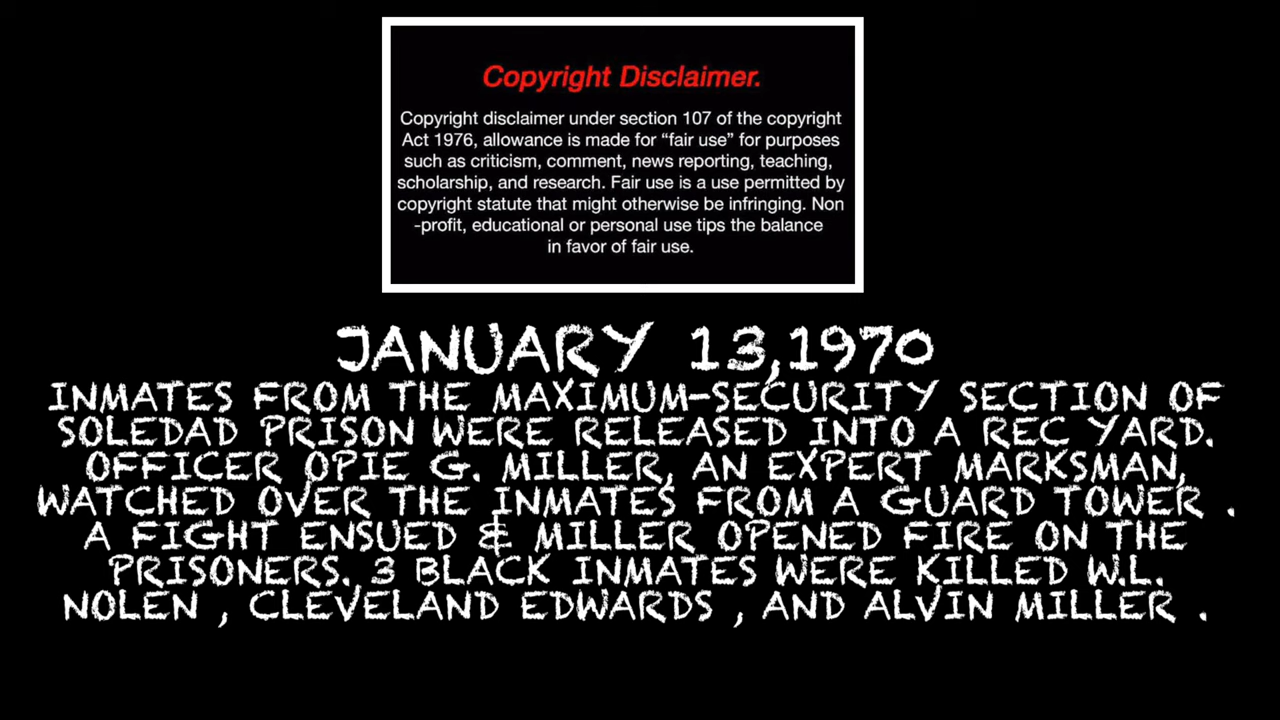 Copyright Disclaimer.
Copyright disclaimer under section 107 of the copyright
Act 1976, allowance is made for “fair use” for purposes
such as criticism, comment, news reporting, teaching,
scholarship, and research. Fair use is a use permitted by
copyright statute that might otherwise be infringing. Non
-profit, educational or personal use tips the balance
in favor of fair use.
JANUARY 13,1970
INMATES FROM THE MAXIMUM-SECURITY SECTION OF
SOLEDAD PRISON WERE RELEASED INTO A REC YARD.
OFFICER OPIE G. MILLER, AN EXPERT MARKSMAN,
WATCHED OVER THE INMATES FROM A GUARD TOWER .
A FIGHT ENSUED & MILLER OPENED FIRE ON THE
PRISONERS. 3 BLACK INMATES WERE KILLED W.L.
NOLEN , CLEVELAND EDWARDS , AND ALVIN MILLER .